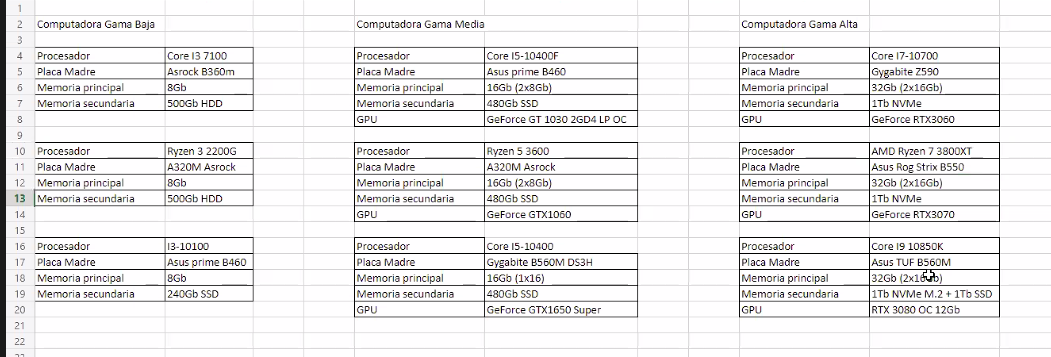 1
2 Computadora Gama Baja Computadora Gama Media Computadora Gama Alta
3
4 Procesador Core I3 7100 Procesador Core I5-10400F Procesador Core I7-10700
5 Placa Madre Asrock B360m Placa Madre Asus prime B460 Placa Madre Gygabite Z590
6 Memoria principal 8Gb Memoria principal 16Gb (2x8Gb) Memoria principal 32Gb (2x16Gb)
7 Memoria secundaria 500Gb HDD Memoria secundaria 480Gb SSD Memoria secundaria 1Tb NVMe
8 GPU GeForce GT 1030 2GD4 LP OC GPU GeForce RTX3060
9
10 Procesador Ryzen 3 2200G Procesador Ryzen 5 3600 Procesador AMD Ryzen 7 3800XT
11 Placa Madre A320M Asrock Placa Madre A320M Asrock Placa Madre Asus Rog Strix B550
12 Memoria principal 8Gb Memoria principal 16Gb (2x8Gb) Memoria principal 32Gb (2x16Gb)
13 Memoria secundaria 500Gb HDD Memoria secundaria 480Gb SSD Memoria secundaria 1Tb NVMe
14 GPU GeForce GTX1060 GPU GeForce RTX3070
15
16 Procesador I3-10100 Procesador Core I5-10400 Procesador Core I9 10850K
17 Placa Madre Asus prime B460 Placa Madre Gygabite B560M DS3H Placa Madre Asus TUF B560M
18 Memoria principal 8Gb Memoria principal 16Gb (1x16) Memoria principal 32Gb (2x16Gb)
19 Memoria secundaria 240Gb SSD Memoria secundaria 480Gb SSD Memoria secundaria 1Tb NVMe M.2 + 1Tb SSD
20 GPU GeForce GTX1650 Super GPU RTX 3080 OC 12Gb
21
22